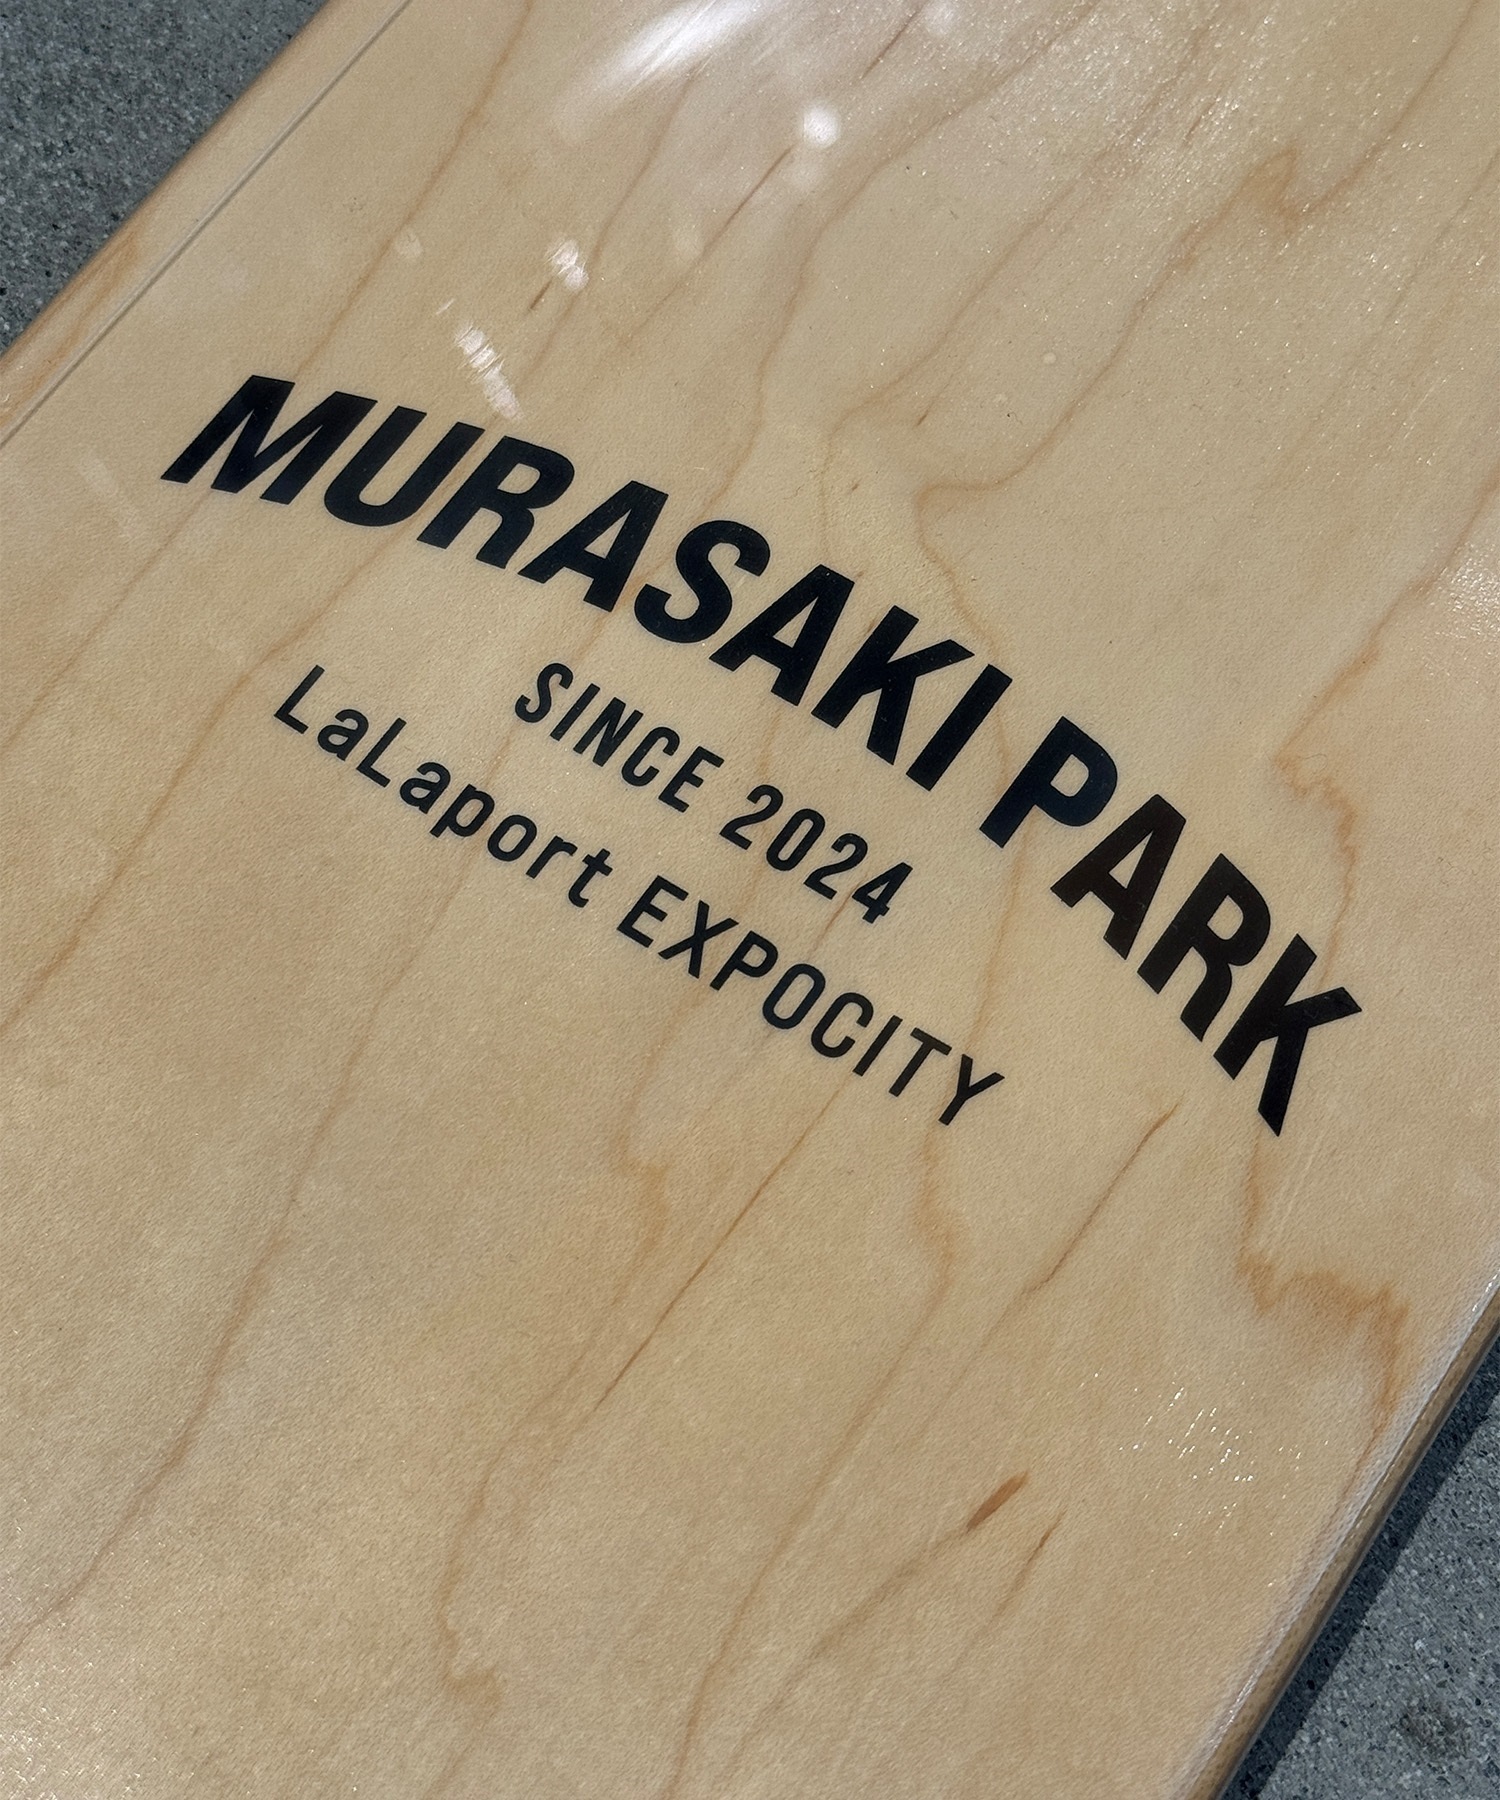 MURASAKI PARK
SINCE 2024
LaLaport EXPOCITY